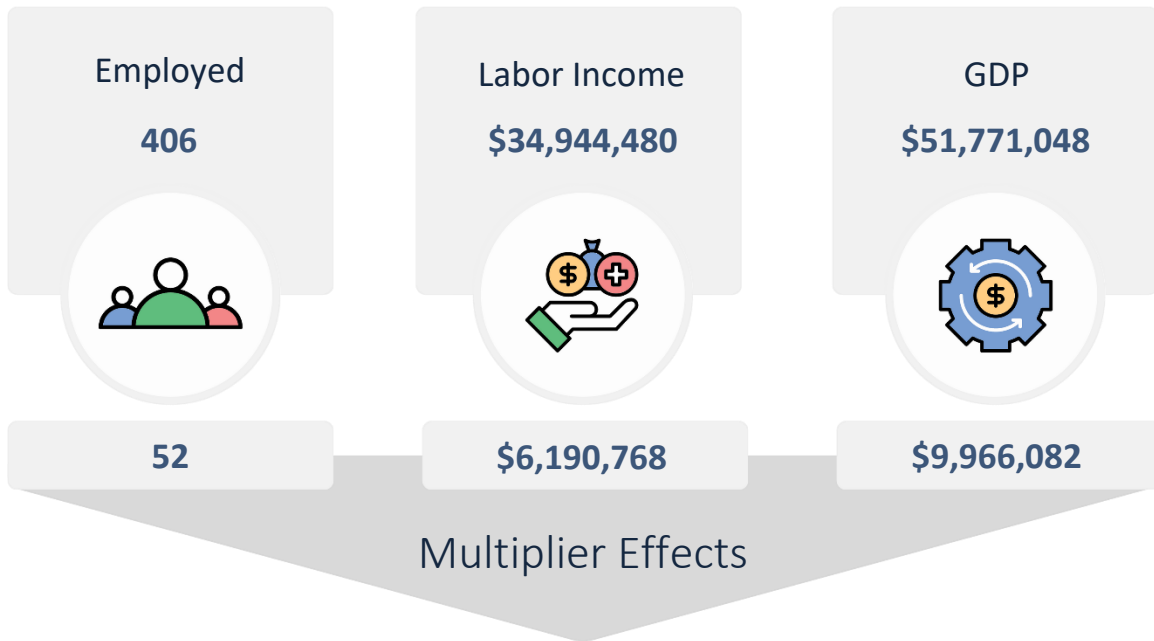 Employed
406
Labor Income
$34,944,480
GDP
$51,771,048
$
$
52
$6,190,768
$9,966,082
Multiplier Effects